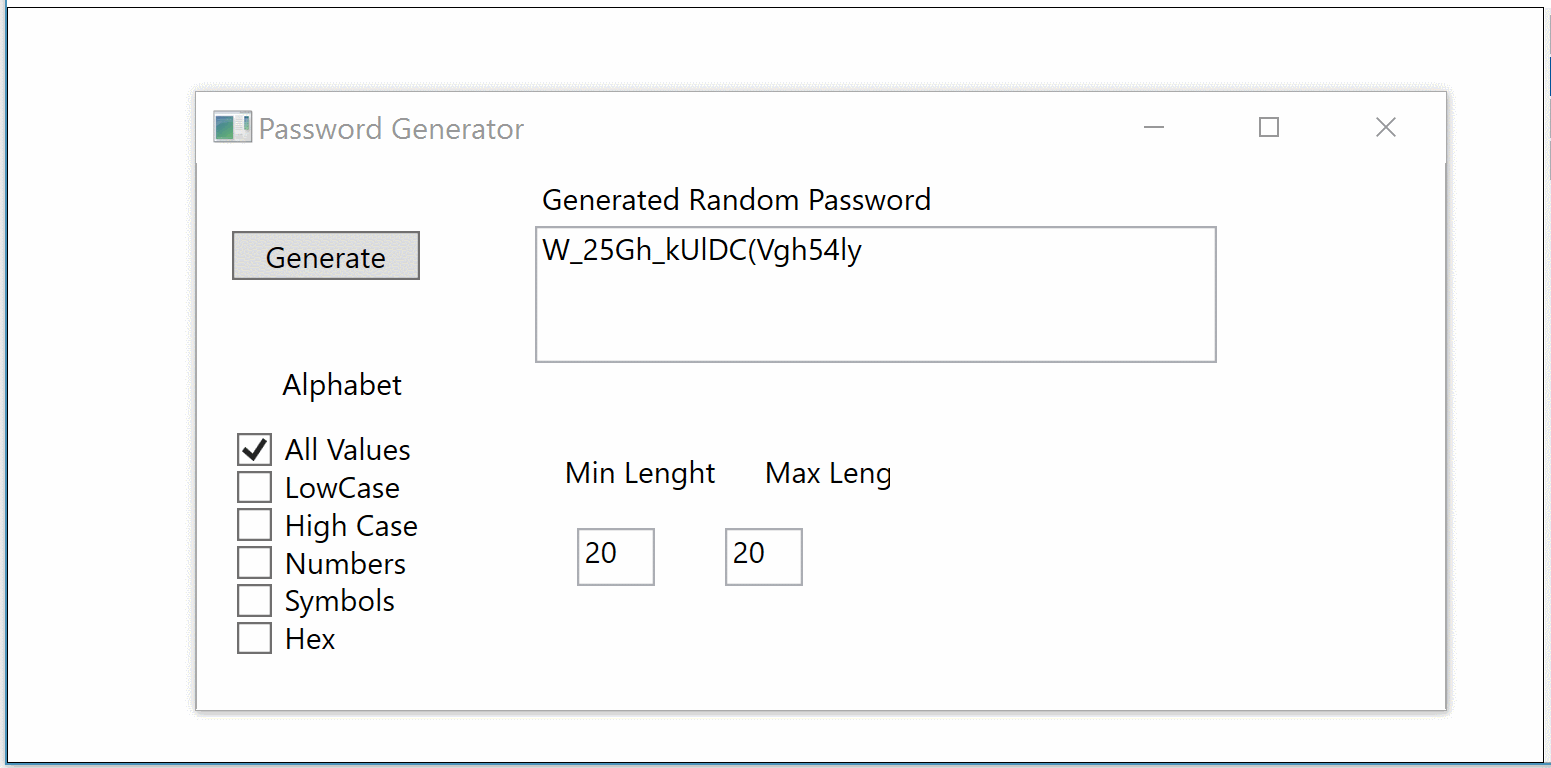 Password Generator
Generated Random Password
Generate
W_25Gh_kUlDC(Vgh54ly
Alphabet
All Values
LowCase
High Case
Numbers
Symbols
Hex
Min Lenght Max Leng
20 20